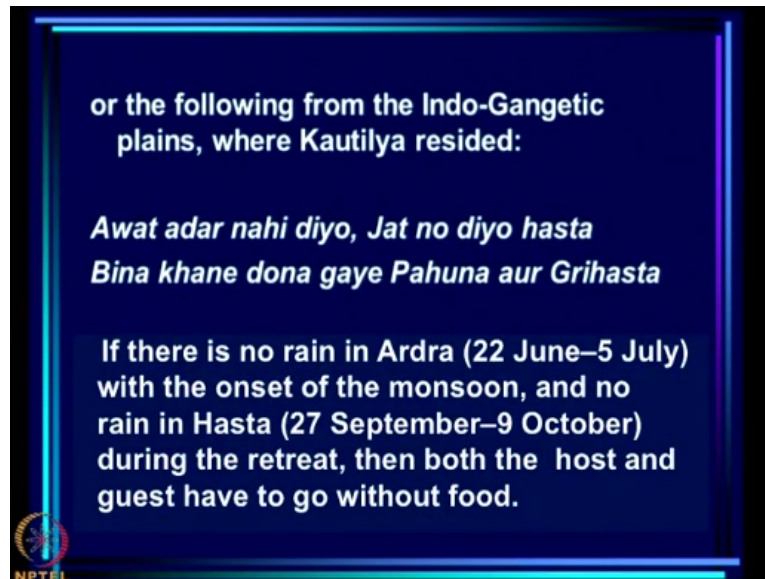 or the following from the Indo-Gangetic
plains, where Kautilya resided:
Awat adar nahi diyo, Jat no diyo hasta
Bina khane dona gaye Pahuna aur Grihasta
If there is no rain in Ardra (22 June–5 July)
with the onset of the monsoon, and no
rain in Hasta (27 September–9 October)
during the retreat, then both the host and
guest have to go without food.
NPTEL